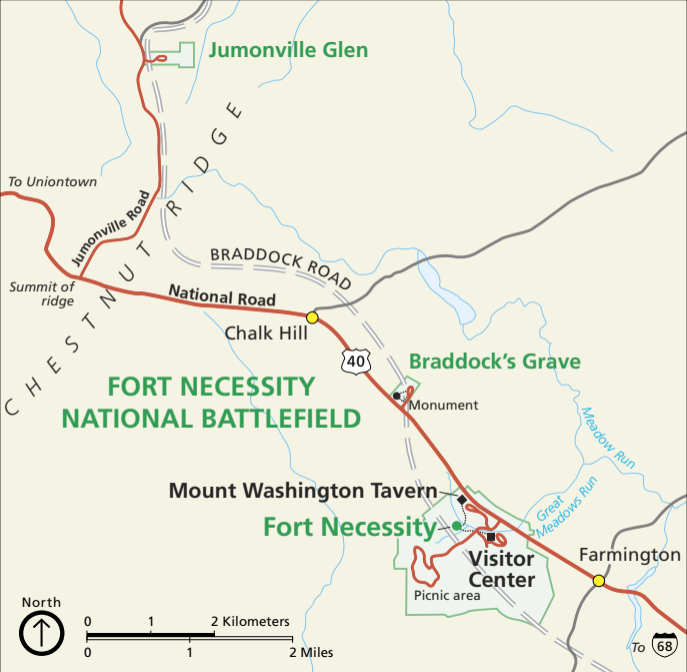 Jumonville Glen
CHESTNUT RIDGE
To Uniontown
Jumonville Road
BRADDOCK ROAD
Summit of
ridge
National Road
Chalk Hill
40
Braddock's Grave
FORT NECESSITY
NATIONAL BATTLEFIELD
Monument
Meadow Run
Mount Washington Tavern
Great
Meadows Run
Fort Necessity
Visitor
Center
Farmington
Picnic area
North
0 1 2 Kilometers
0 1 2 Miles
To 68